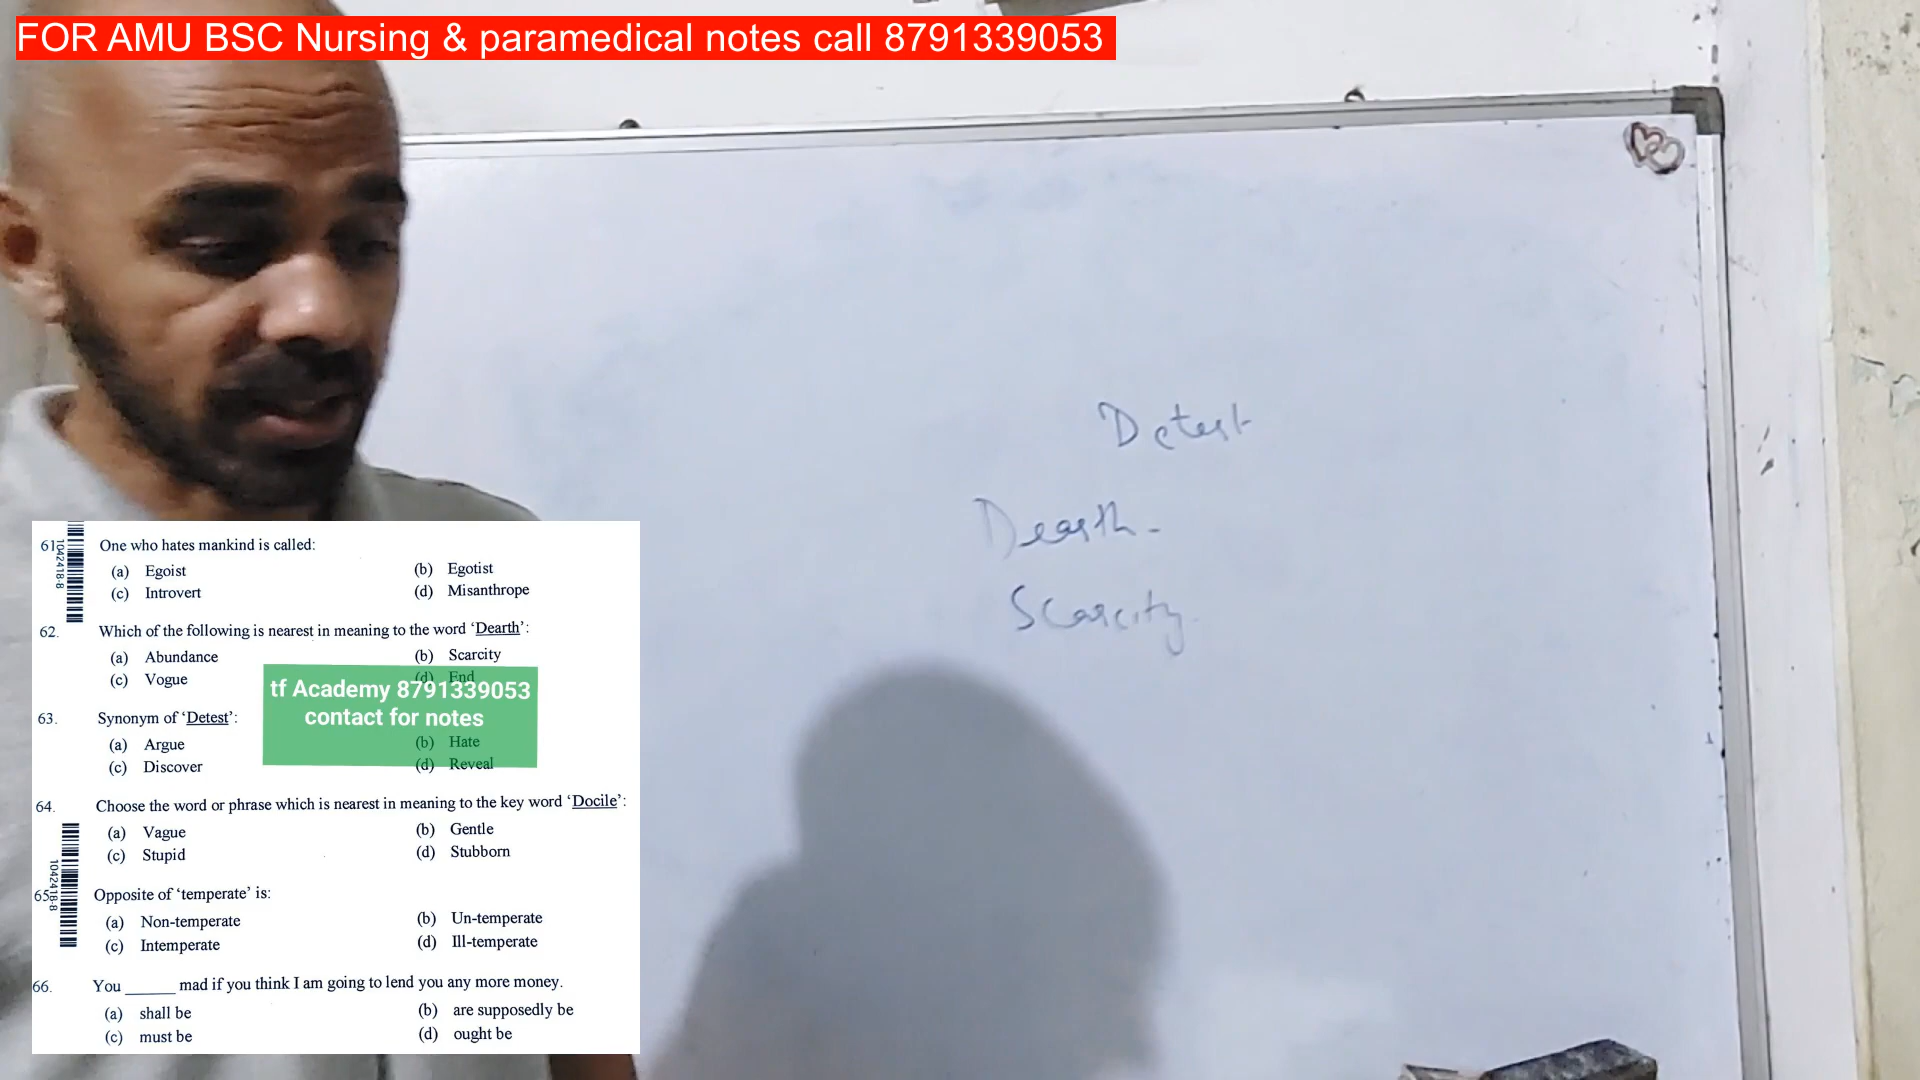 FOR AMU BSC Nursing & paramedical notes call 8791339053
Detest
Dearth -
Scarcity
61. One who hates mankind is called:
(a) Egoist (b) Egotist
(c) Introvert (d) Misanthrope
62. Which of the following is nearest in meaning to the word ‘Dearth’:
(a) Abundance (b) Scarcity
(c) Vogue (d) End
tf Academy 8791339053
contact for notes
63. Synonym of ‘Detest’:
(a) Argue (b) Hate
(c) Discover (d) Reveal
64. Choose the word or phrase which is nearest in meaning to the key word ‘Docile’:
(a) Vague (b) Gentle
(c) Stupid (d) Stubborn
65. Opposite of ‘temperate’ is:
(a) Non-temperate (b) Un-temperate
(c) Intemperate (d) Ill-temperate
66. You ______ mad if you think I am going to lend you any more money.
(a) shall be (b) are supposedly be
(c) must be (d) ought be
1042418-8
1042418-8